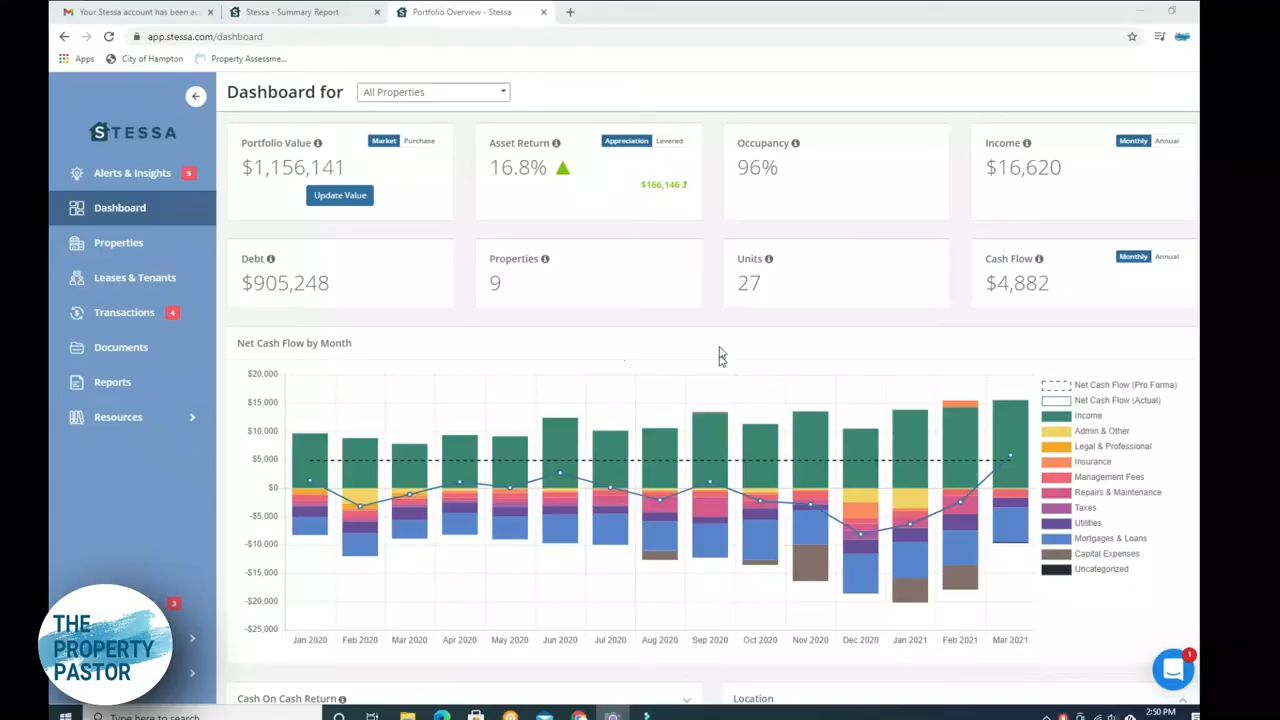 Your Stessa account has been ac
Stessa - Summary Report
Portfolio Overview - Stessa
app.stessa.com/dashboard
Apps
City of Hampton
Property Assessme...
STESSA
Alerts & Insights 5
Dashboard
Properties
Leases & Tenants
Transactions 4
Documents
Reports
Resources
3
Dashboard for
All Properties
Portfolio Value
Market Purchase
$1,156,141
Update Value
Asset Return
Appreciation Levered
16.8%
$166,146
Occupancy
96%
Income
Monthly Annual
$16,620
Debt
$905,248
Properties
9
Units
27
Cash Flow
Monthly Annual
$4,882
Net Cash Flow by Month
$20,000
$15,000
$10,000
$5,000
$0
-$5,000
-$10,000
-$15,000
-$20,000
-$25,000
Jan 2020 Feb 2020 Mar 2020 Apr 2020 May 2020 Jun 2020 Jul 2020 Aug 2020 Sep 2020 Oct 2020 Nov 2020 Dec 2020 Jan 2021 Feb 2021 Mar 2021
Net Cash Flow (Pro Forma)
Net Cash Flow (Actual)
Income
Admin & Other
Legal & Professional
Insurance
Management Fees
Repairs & Maintenance
Taxes
Utilities
Mortgages & Loans
Capital Expenses
Uncategorized
Cash On Cash Return
Location
1
THE
PROPERTY
PASTOR
Type here to search
2:50 PM